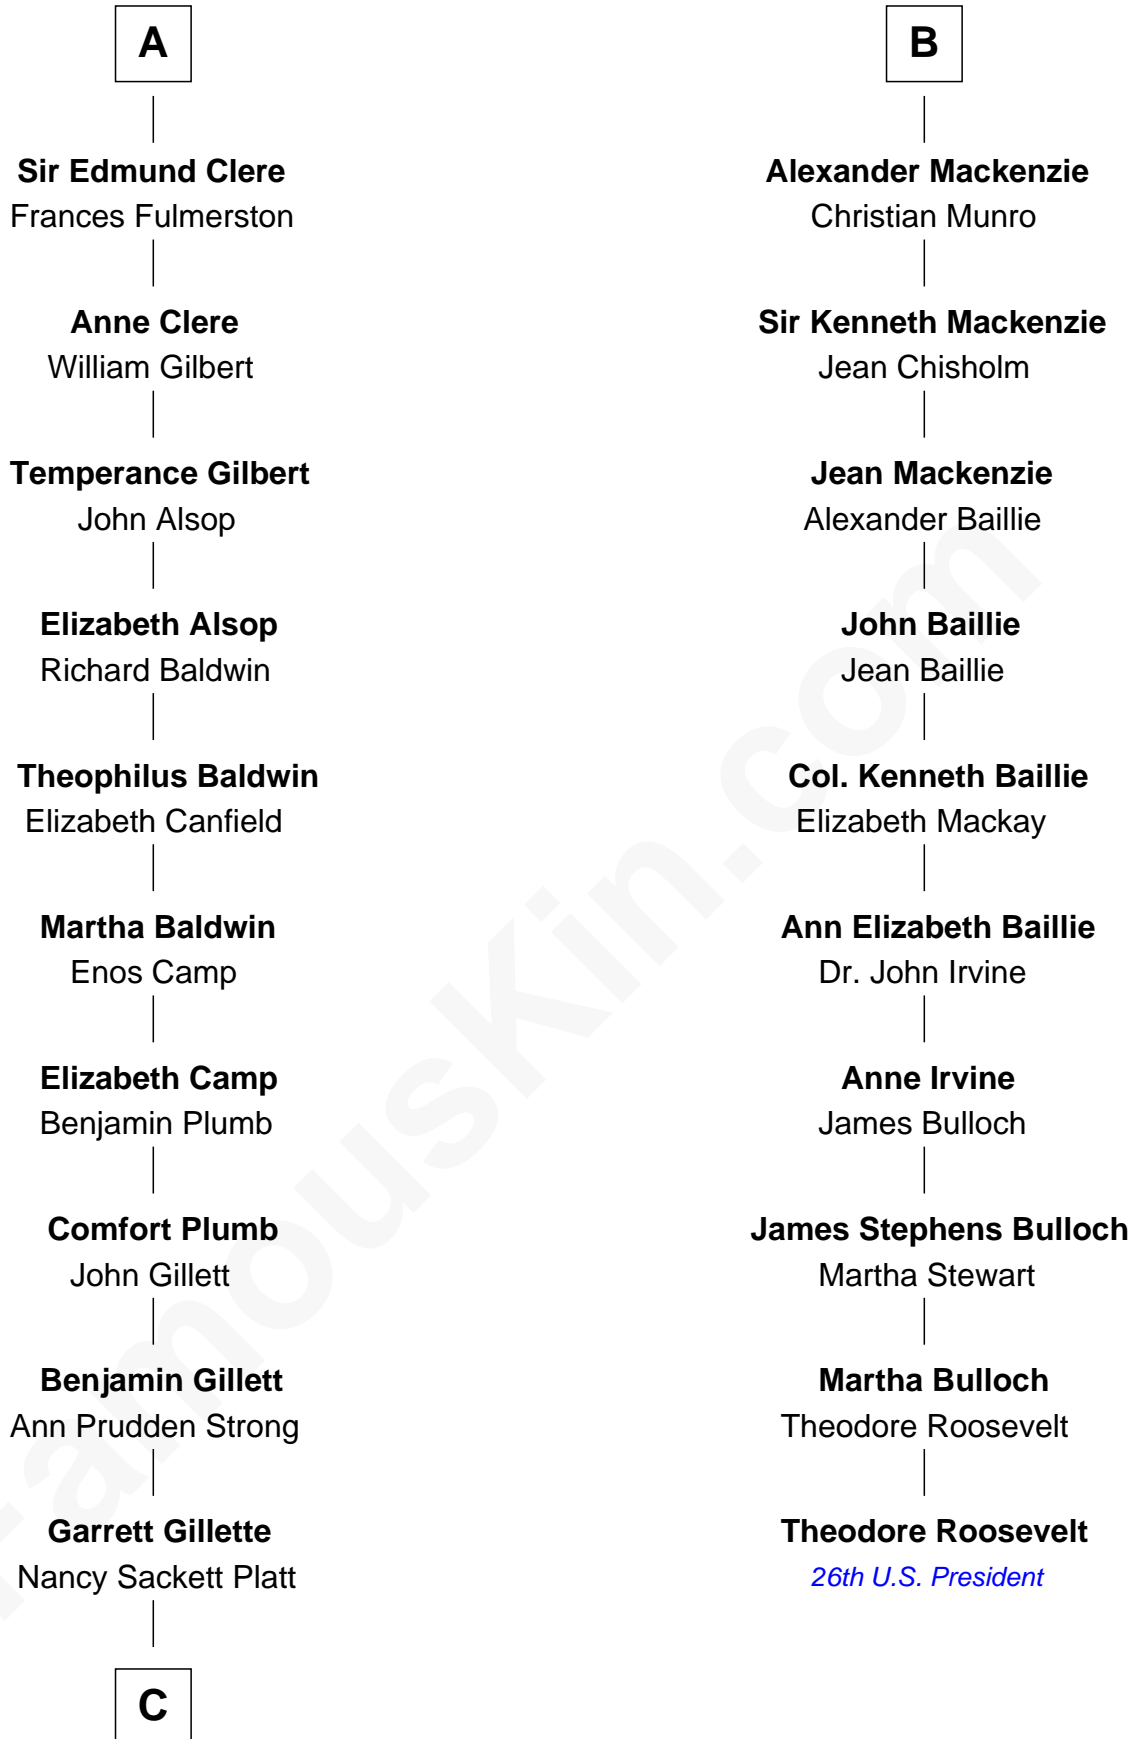 A
Sir Edmund Clere
Frances Fulmerston
Anne Clere
William Gilbert
Temperance Gilbert
John Alsop
Elizabeth Alsop
Richard Baldwin
Theophilus Baldwin
Elizabeth Canfield
Martha Baldwin
Enos Camp
Elizabeth Camp
Benjamin Plumb
Comfort Plumb
John Gillett
Benjamin Gillett
Ann Prudden Strong
Garrett Gillette
Nancy Sackett Platt
C
B
Alexander Mackenzie
Christian Munro
Sir Kenneth Mackenzie
Jean Chisholm
Jean Mackenzie
Alexander Baillie
John Baillie
Jean Baillie
Col. Kenneth Baillie
Elizabeth Mackay
Ann Elizabeth Baillie
Dr. John Irvine
Anne Irvine
James Bulloch
James Stephens Bulloch
Martha Stewart
Martha Bulloch
Theodore Roosevelt
Theodore Roosevelt
26th U.S. President
FamousKin.com